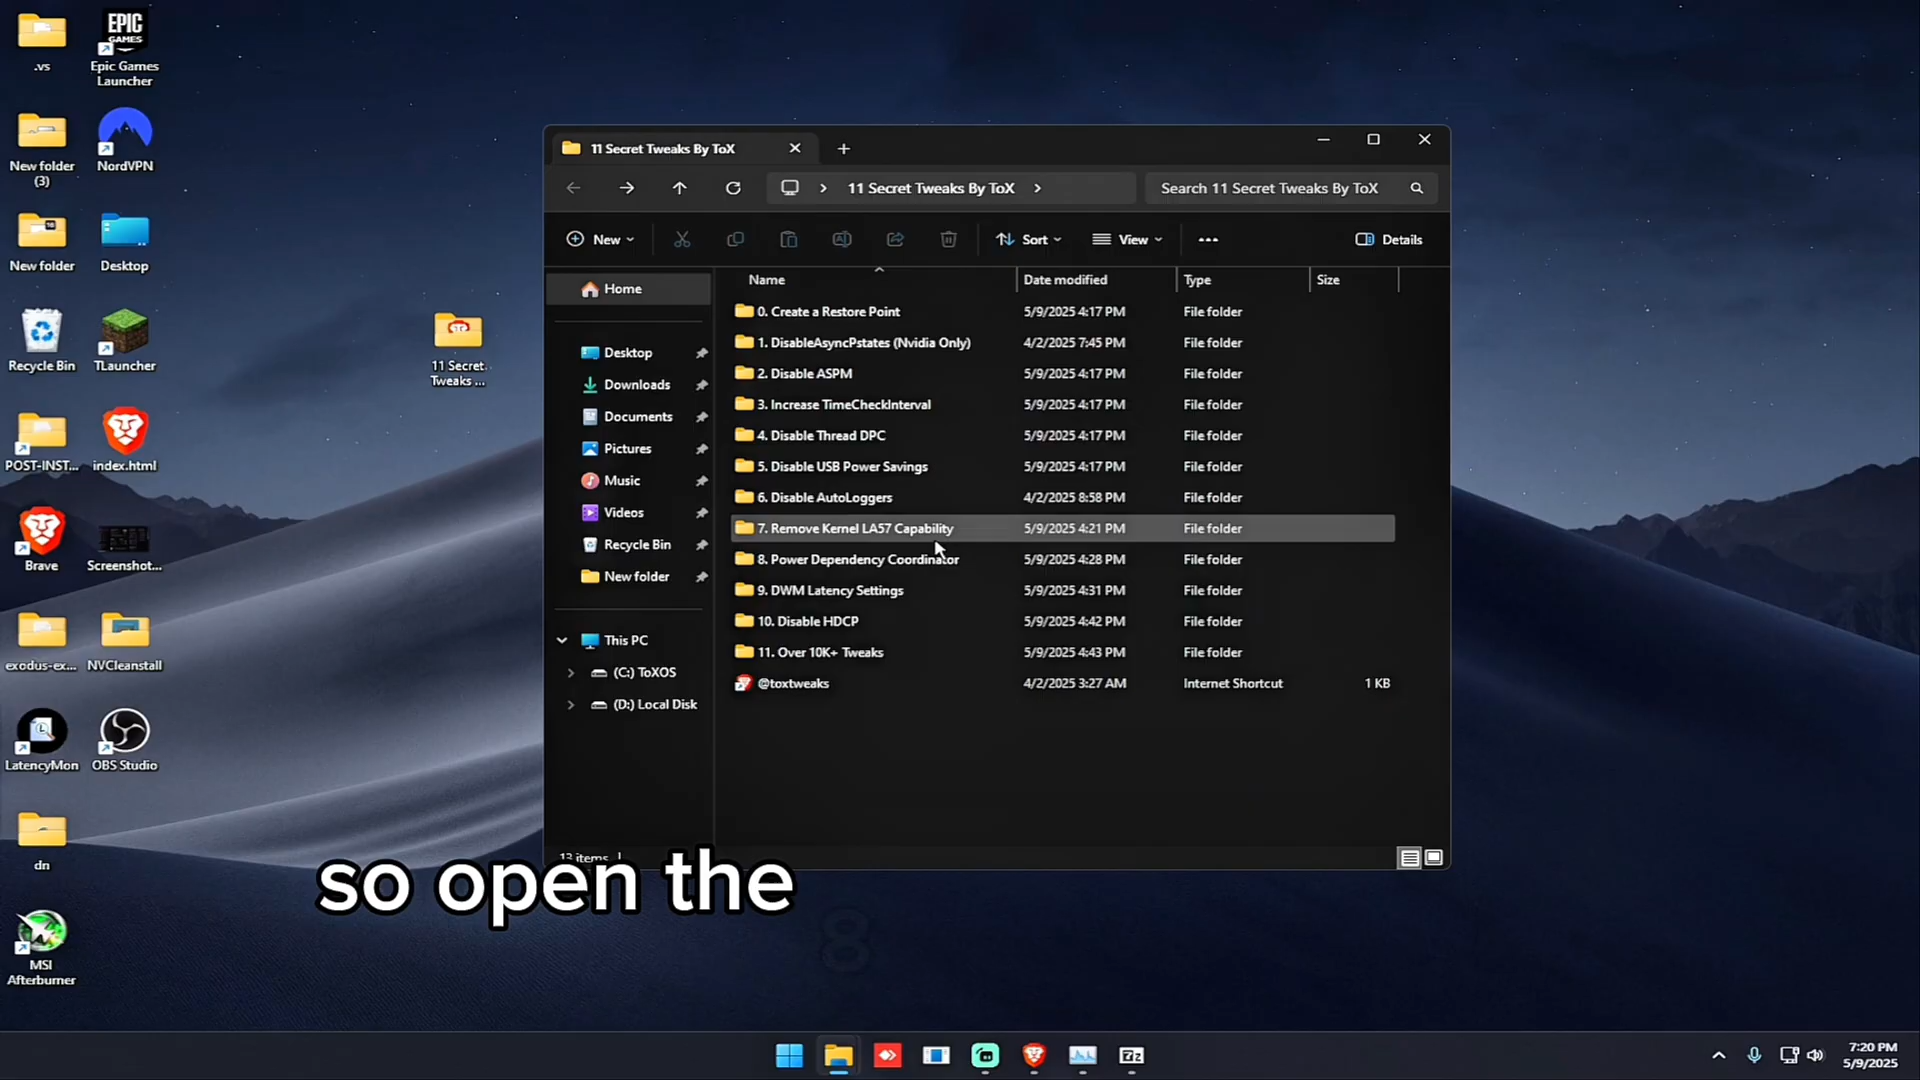 .vs
EPIC
GAMES
Epic Games
Launcher
New folder
(3)
NordVPN
New folder
Desktop
Recycle Bin
TLauncher
POST-INST...
index.html
Brave
Screenshot...
exodus-ex...
NVCleanstall
LatencyMon
OBS Studio
dn
MSI
Afterburner
11 Secret
Tweaks ...
11 Secret Tweaks By ToX
11 Secret Tweaks By ToX
Search 11 Secret Tweaks By ToX
New
Sort
View
Details
Home
Desktop
Downloads
Documents
Pictures
Music
Videos
Recycle Bin
New folder
This PC
(C:) ToXOS
(D:) Local Disk
Name Date modified Type Size
0. Create a Restore Point 5/9/2025 4:17 PM File folder
1. DisableAsyncPstates (Nvidia Only) 4/2/2025 7:45 PM File folder
2. Disable ASPM 5/9/2025 4:17 PM File folder
3. Increase TimeCheckInterval 5/9/2025 4:17 PM File folder
4. Disable Thread DPC 5/9/2025 4:17 PM File folder
5. Disable USB Power Savings 5/9/2025 4:17 PM File folder
6. Disable AutoLoggers 4/2/2025 8:58 PM File folder
7. Remove Kernel LA57 Capability 5/9/2025 4:21 PM File folder
8. Power Dependency Coordinator 5/9/2025 4:28 PM File folder
9. DWM Latency Settings 5/9/2025 4:31 PM File folder
10. Disable HDCP 5/9/2025 4:42 PM File folder
11. Over 10K+ Tweaks 5/9/2025 4:43 PM File folder
@toxtweaks 4/2/2025 3:27 AM Internet Shortcut 1 KB
13 items
so open the
8
7z
7:20 PM
5/9/2025